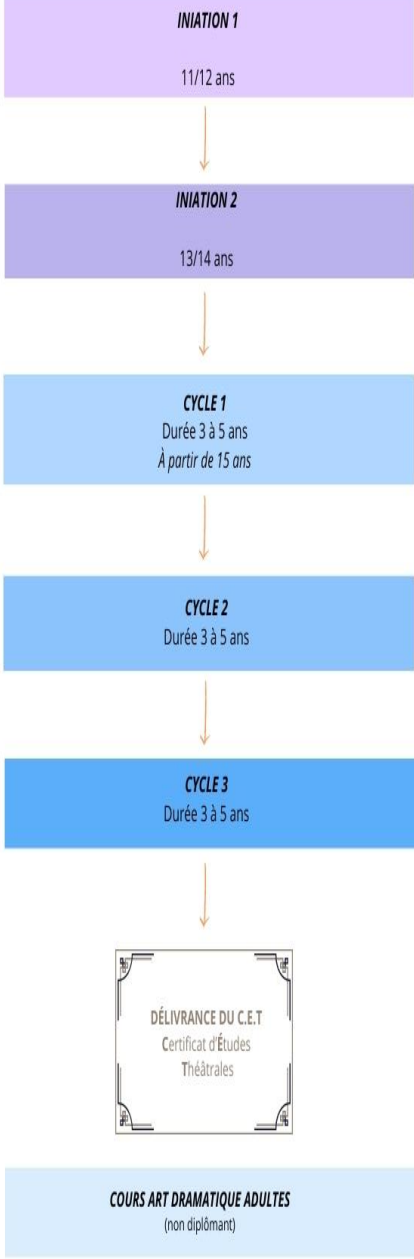 INIATION 1
11/12 ans
INIATION 2
13/14 ans
CYCLE 1
Durée 3 à 5 ans
À partir de 15 ans
CYCLE 2
Durée 3 à 5 ans
CYCLE 3
Durée 3 à 5 ans
DÉLIVRANCE DU C.E.T
Certificat d'Études
Théâtrales
COURS ART DRAMATIQUE ADULTES
(non diplômant)